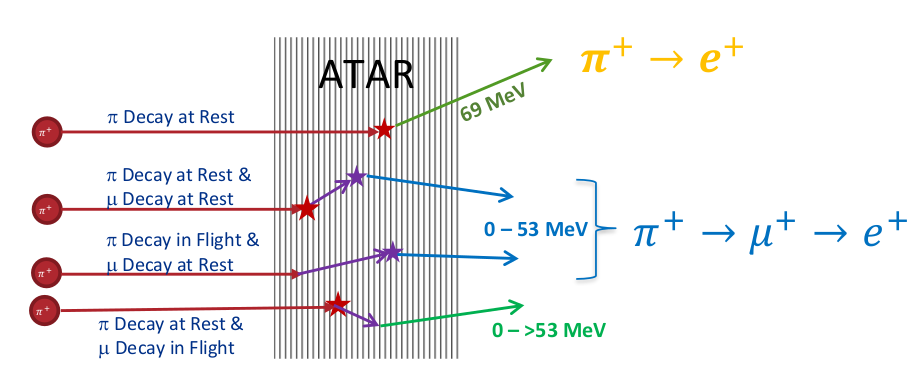 ATAR
π⁺ → e⁺
69 MeV
π Decay at Rest
π⁺
π Decay at Rest &
μ Decay at Rest
π⁺
π Decay in Flight &
μ Decay at Rest
π⁺
0 – 53 MeV
π⁺ → μ⁺ → e⁺
π⁺
π Decay at Rest &
μ Decay in Flight
0 – >53 MeV